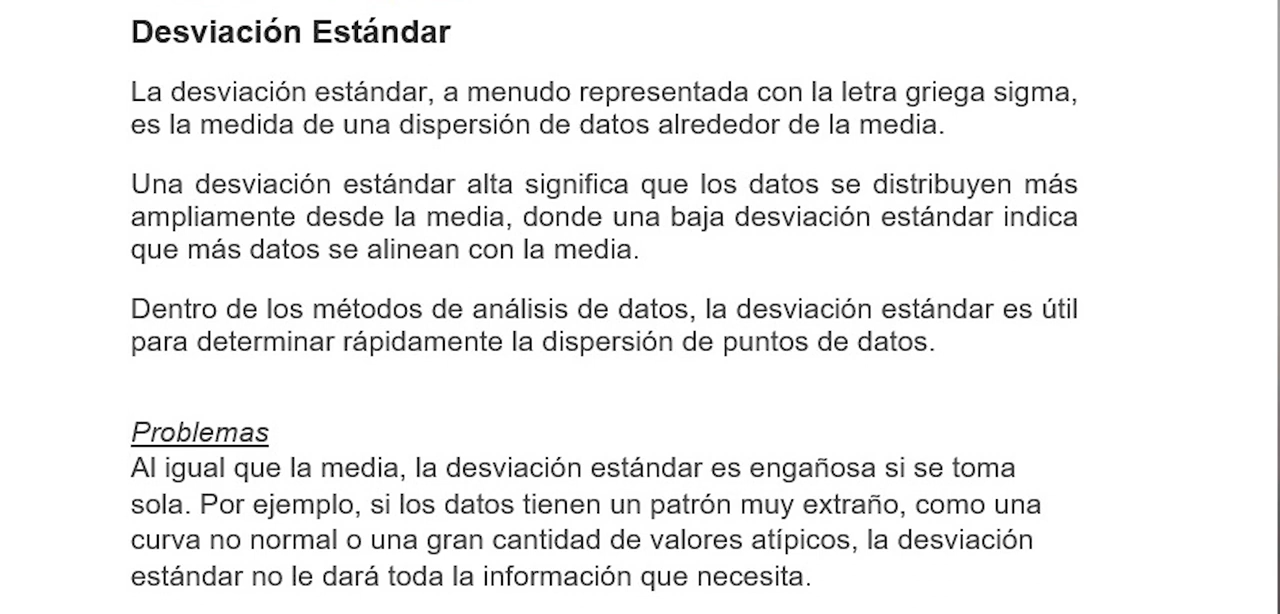 Desviación Estándar
La desviación estándar, a menudo representada con la letra griega sigma,
es la medida de una dispersión de datos alrededor de la media.
Una desviación estándar alta significa que los datos se distribuyen más
ampliamente desde la media, donde una baja desviación estándar indica
que más datos se alinean con la media.
Dentro de los métodos de análisis de datos, la desviación estándar es útil
para determinar rápidamente la dispersión de puntos de datos.
Problemas
Al igual que la media, la desviación estándar es engañosa si se toma
sola. Por ejemplo, si los datos tienen un patrón muy extraño, como una
curva no normal o una gran cantidad de valores atípicos, la desviación
estándar no le dará toda la información que necesita.